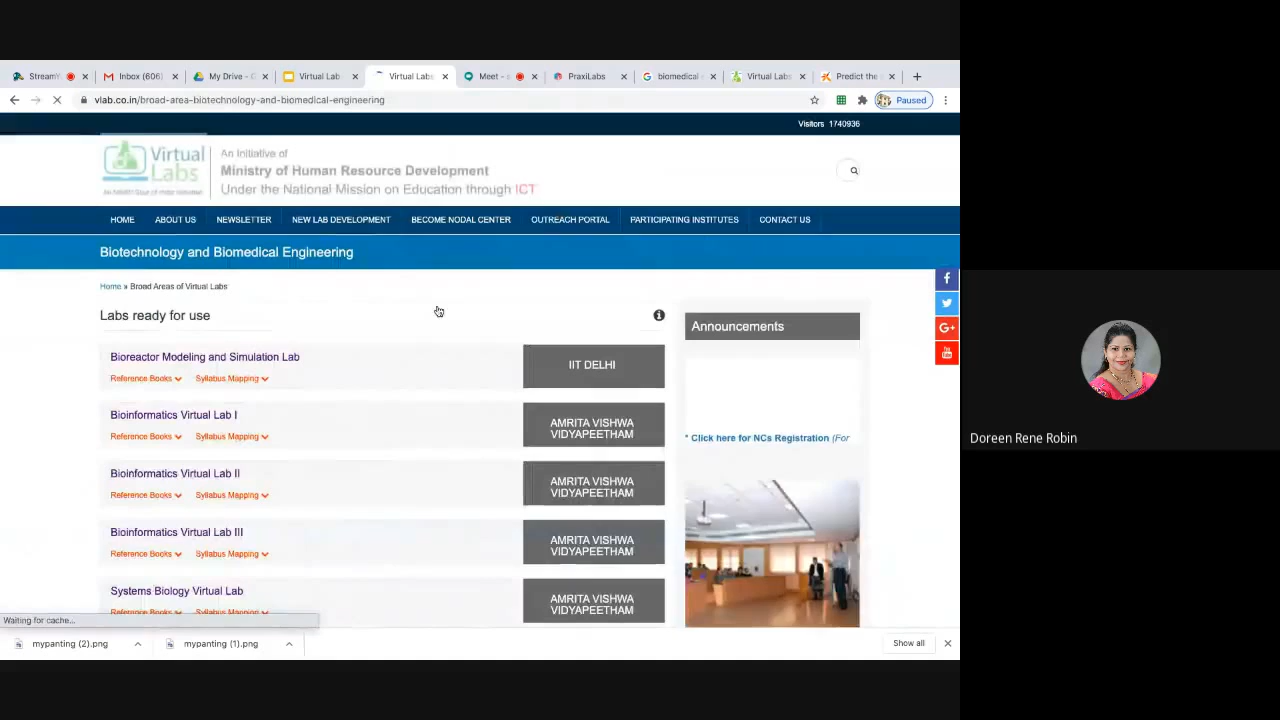 StreamY
Inbox (606)
My Drive - G
Virtual Lab
Virtual Labs
Meet -
PraxiLabs
biomedical e
Virtual Labs
Predict the
vlab.co.in/broad-area-biotechnology-and-biomedical-engineering
Paused
Visitors 1740936
Virtual Labs
An Initiative of
Ministry of Human Resource Development
Under the National Mission on Education through ICT
HOME
ABOUT US
NEWSLETTER
NEW LAB DEVELOPMENT
BECOME NODAL CENTER
OUTREACH PORTAL
PARTICIPATING INSTITUTES
CONTACT US
Biotechnology and Biomedical Engineering
Home » Broad Areas of Virtual Labs
Labs ready for use
Announcements
Bioreactor Modeling and Simulation Lab
IIT DELHI
Reference Books
Syllabus Mapping
Bioinformatics Virtual Lab I
AMRITA VISHWA
VIDYAPEETHAM
Reference Books
Syllabus Mapping
* Click here for NCs Registration (For
Bioinformatics Virtual Lab II
AMRITA VISHWA
VIDYAPEETHAM
Reference Books
Syllabus Mapping
Bioinformatics Virtual Lab III
AMRITA VISHWA
VIDYAPEETHAM
Reference Books
Syllabus Mapping
Systems Biology Virtual Lab
AMRITA VISHWA
VIDYAPEETHAM
Reference Books
Syllabus Mapping
Waiting for cache...
mypanting (2).png
mypanting (1).png
Show all
Doreen Rene Robin